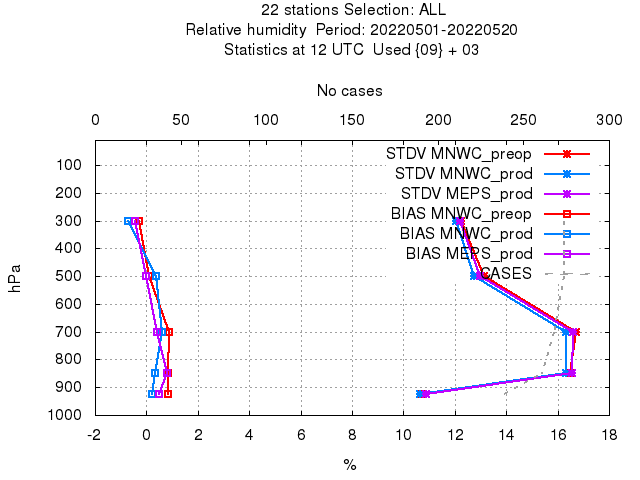 22 stations Selection: ALL
Relative humidity Period: 20220501-20220520
Statistics at 12 UTC Used {09} + 03
No cases
0 50 100 150 200 250 300
STDV MNWC_preop
STDV MNWC_prod
STDV MEPS_prod
BIAS MNWC_preop
BIAS MNWC_prod
BIAS MEPS_prod
CASES
hPa
100
200
300
400
500
600
700
800
900
1000
-2 0 2 4 6 8 10 12 14 16 18
%